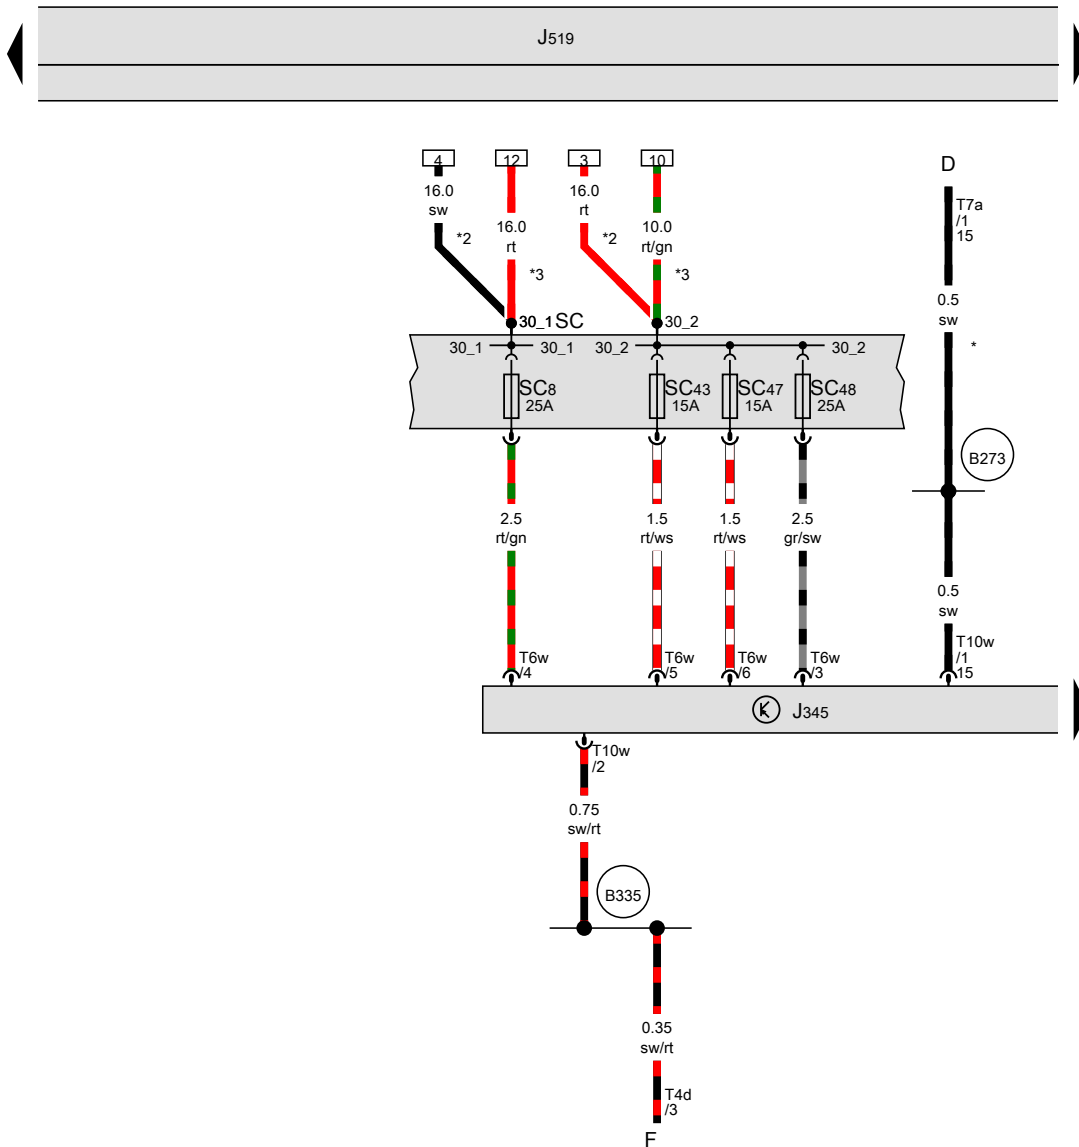 J519
4
12
3
10
D
16.0
sw
*2
16.0
rt
*3
16.0
rt
*2
10.0
rt/gn
*3
T7a
/1
15
0.5
sw
*
30_1 SC
30_2
30_1
30_1
30_2
30_2
SC8
25A
SC43
15A
SC47
15A
SC48
25A
B273
2.5
rt/gn
1.5
rt/ws
1.5
rt/ws
2.5
gr/sw
0.5
sw
T6w
/4
T6w
/5
T6w
/6
T6w
/3
T10w
/1
15
J345
T10w
/2
0.75
sw/rt
B335
0.35
sw/rt
T4d
/3
F